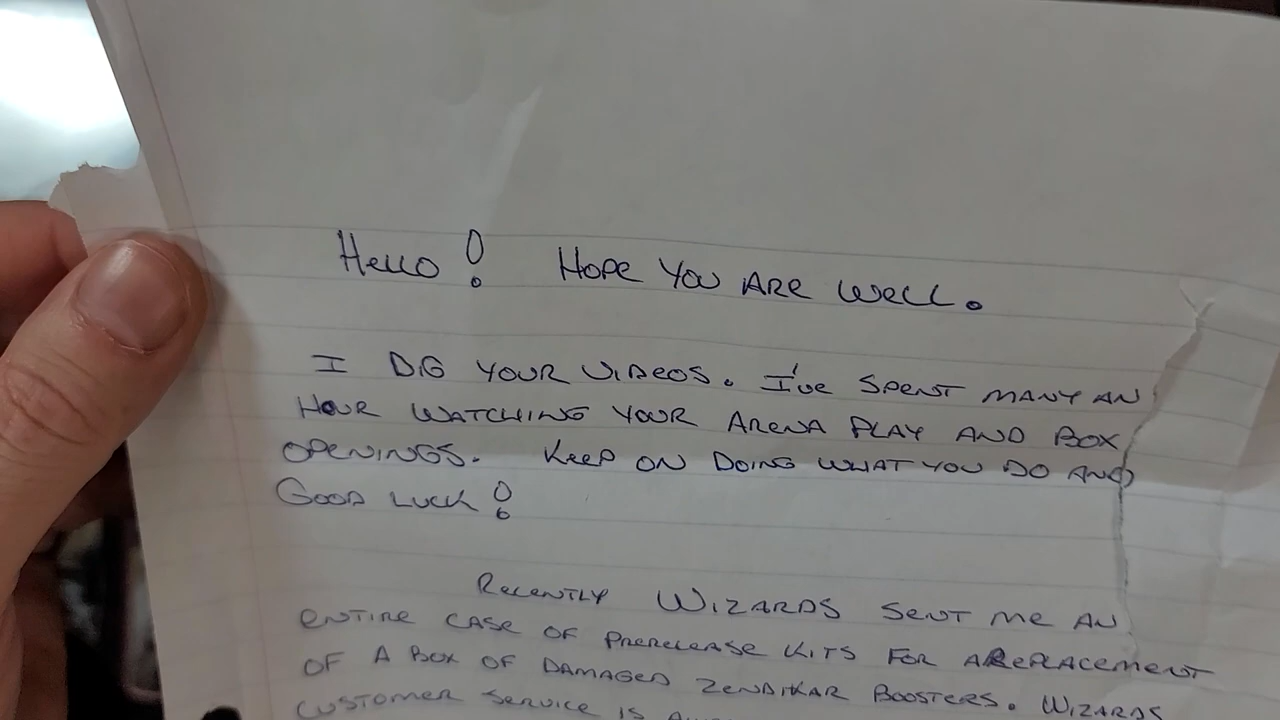 Hello! Hope you are well.
I DIG YOUR VIDEOS. I've SPENT MANY AN
HOUR WATCHING YOUR ARENA PLAY AND BOX
OPENINGS. KEEP ON DOING WHAT YOU DO AND
GOOD LUCK!
RECENTLY WIZARDS SENT ME AN
ENTIRE CASE OF PRERELEASE KITS FOR A REPLACEMENT
OF A BOX OF DAMAGED ZENDIKAR BOOSTERS. WIZARDS
CUSTOMER SERVICE IS